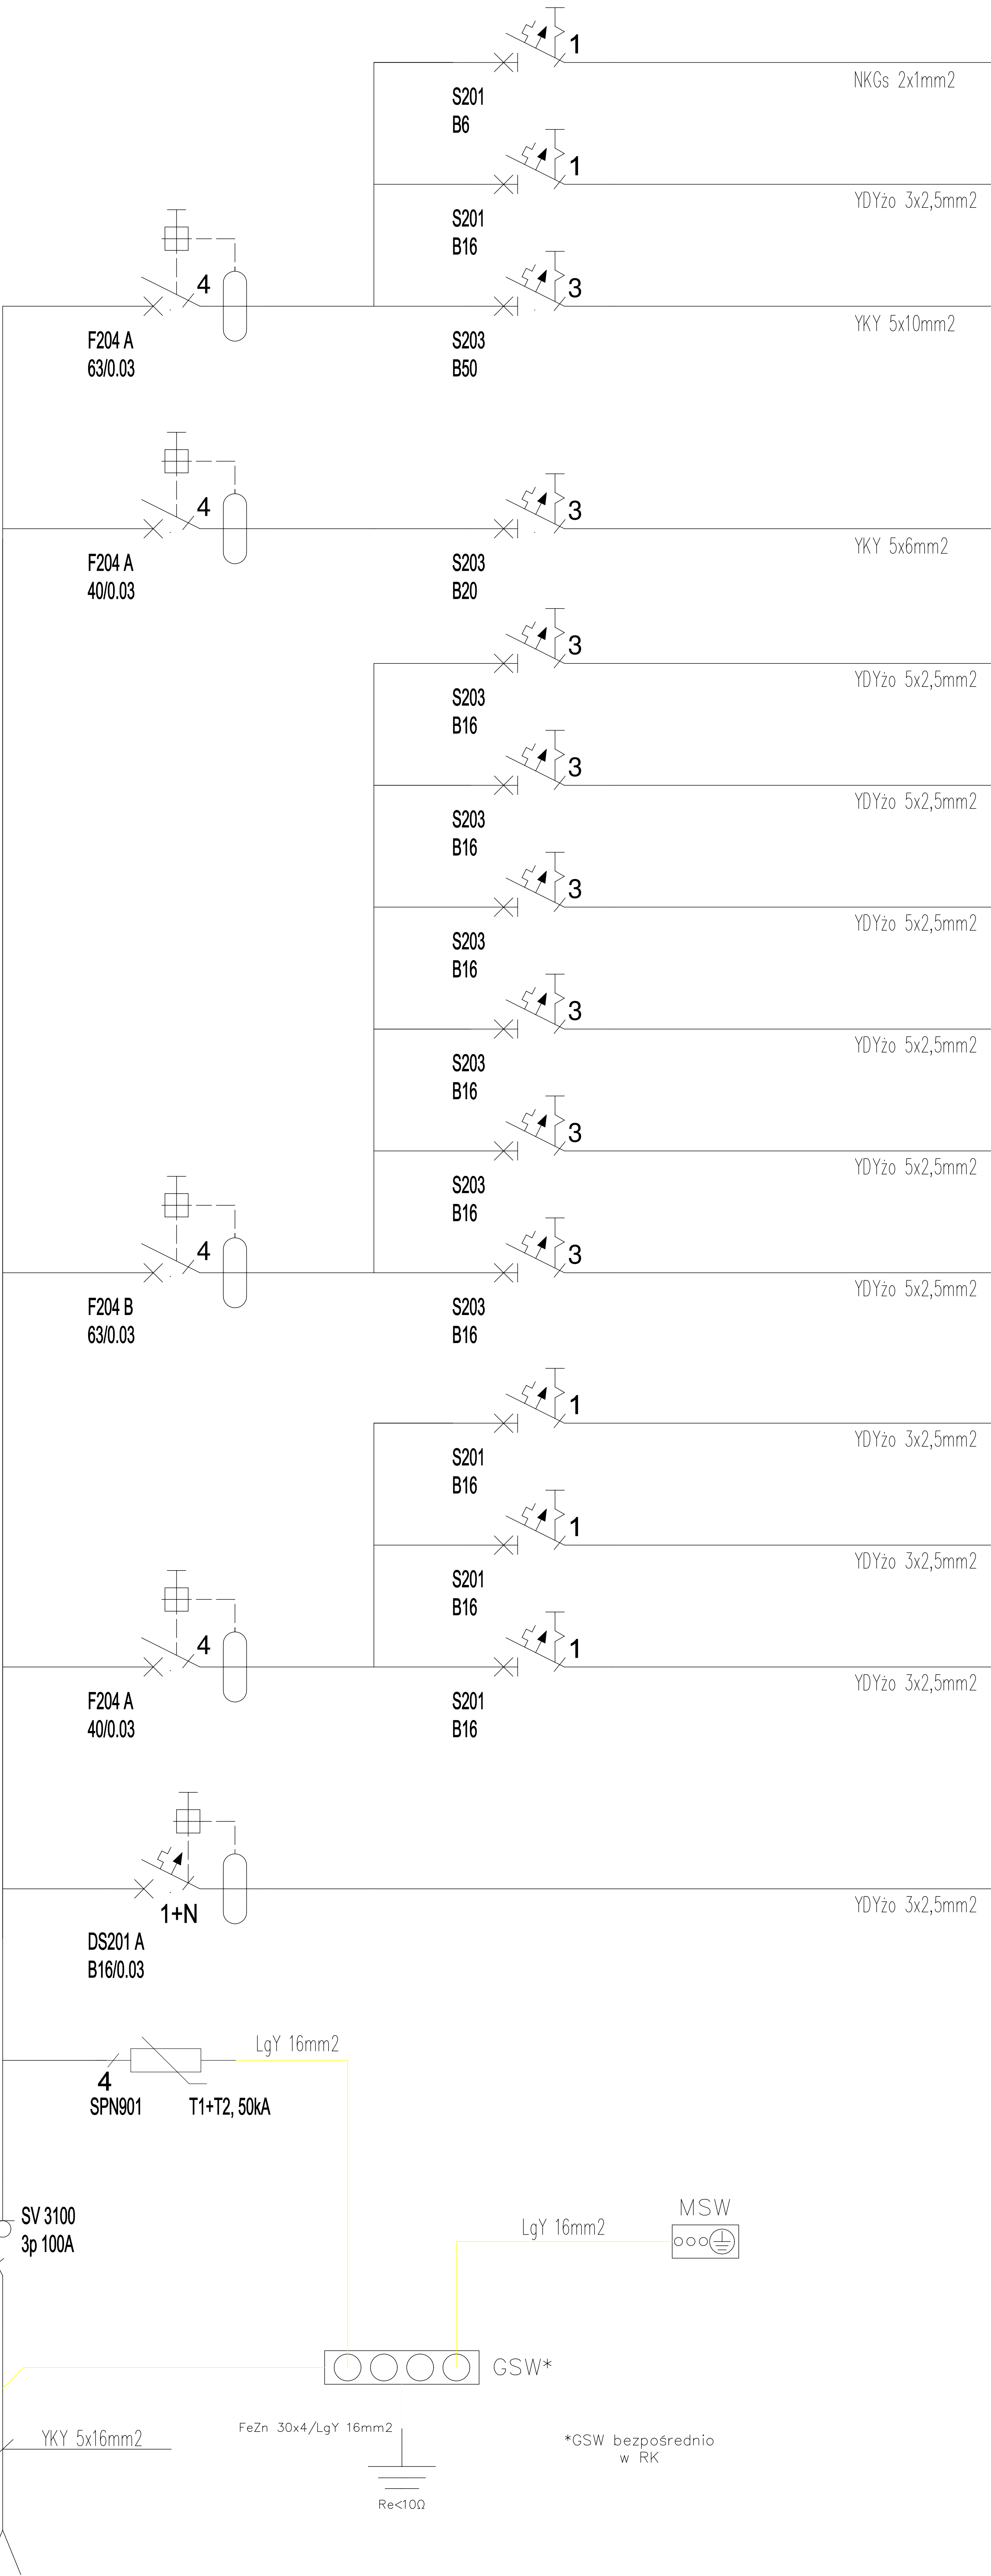 1
NKGs 2x1mm2
S201
B6
1
YDYżo 3x2,5mm2
S201
B16
4
3
F204 A
63/0.03
S203
B50
YKY 5x10mm2
4
3
F204 A
40/0.03
S203
B20
YKY 5x6mm2
3
YDYżo 5x2,5mm2
S203
B16
3
YDYżo 5x2,5mm2
S203
B16
3
YDYżo 5x2,5mm2
S203
B16
3
YDYżo 5x2,5mm2
S203
B16
3
YDYżo 5x2,5mm2
S203
B16
4
3
YDYżo 5x2,5mm2
F204 B
63/0.03
S203
B16
1
YDYżo 3x2,5mm2
S201
B16
1
YDYżo 3x2,5mm2
S201
B16
4
1
YDYżo 3x2,5mm2
F204 A
40/0.03
S201
B16
1+N
YDYżo 3x2,5mm2
DS201 A
B16/0.03
LgY 16mm2
4
SPN901
T1+T2, 50kA
SV 3100
3p 100A
MSW
LgY 16mm2
GSW*
FeZn 30x4/LgY 16mm2
YKY 5x16mm2
*GSW bezpośrednio
w RK
Re<10Ω